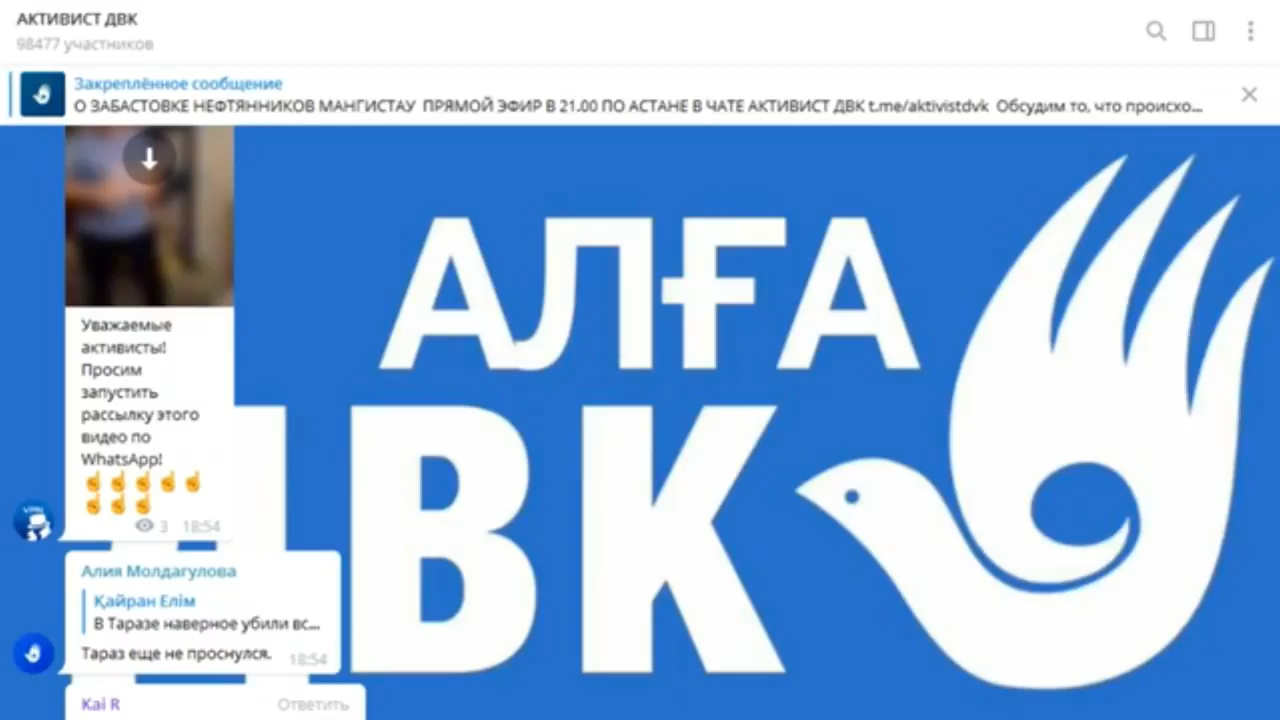 АКТИВИСТ ДВК
98477 участников
Закреплённое сообщение
О ЗАБАСТОВКЕ НЕФТЯННИКОВ МАНГИСТАУ ПРЯМОЙ ЭФИР В 21.00 ПО АСТАНЕ В ЧАТЕ АКТИВИСТ ДВК t.me/aktivistdvk Обсудим то, что происхо...
АЛҒА
ДВК
Уважаемые
активисты!
Просим
запустить
рассылку этого
видео по
WhatsApp!
☝☝☝☝☝
☝☝☝
3 18:54
Алия Молдагулова
Қайран Елім
В Таразе наверное убили вс...
Тараз еще не проснулся. 18:54
Kai R Ответить